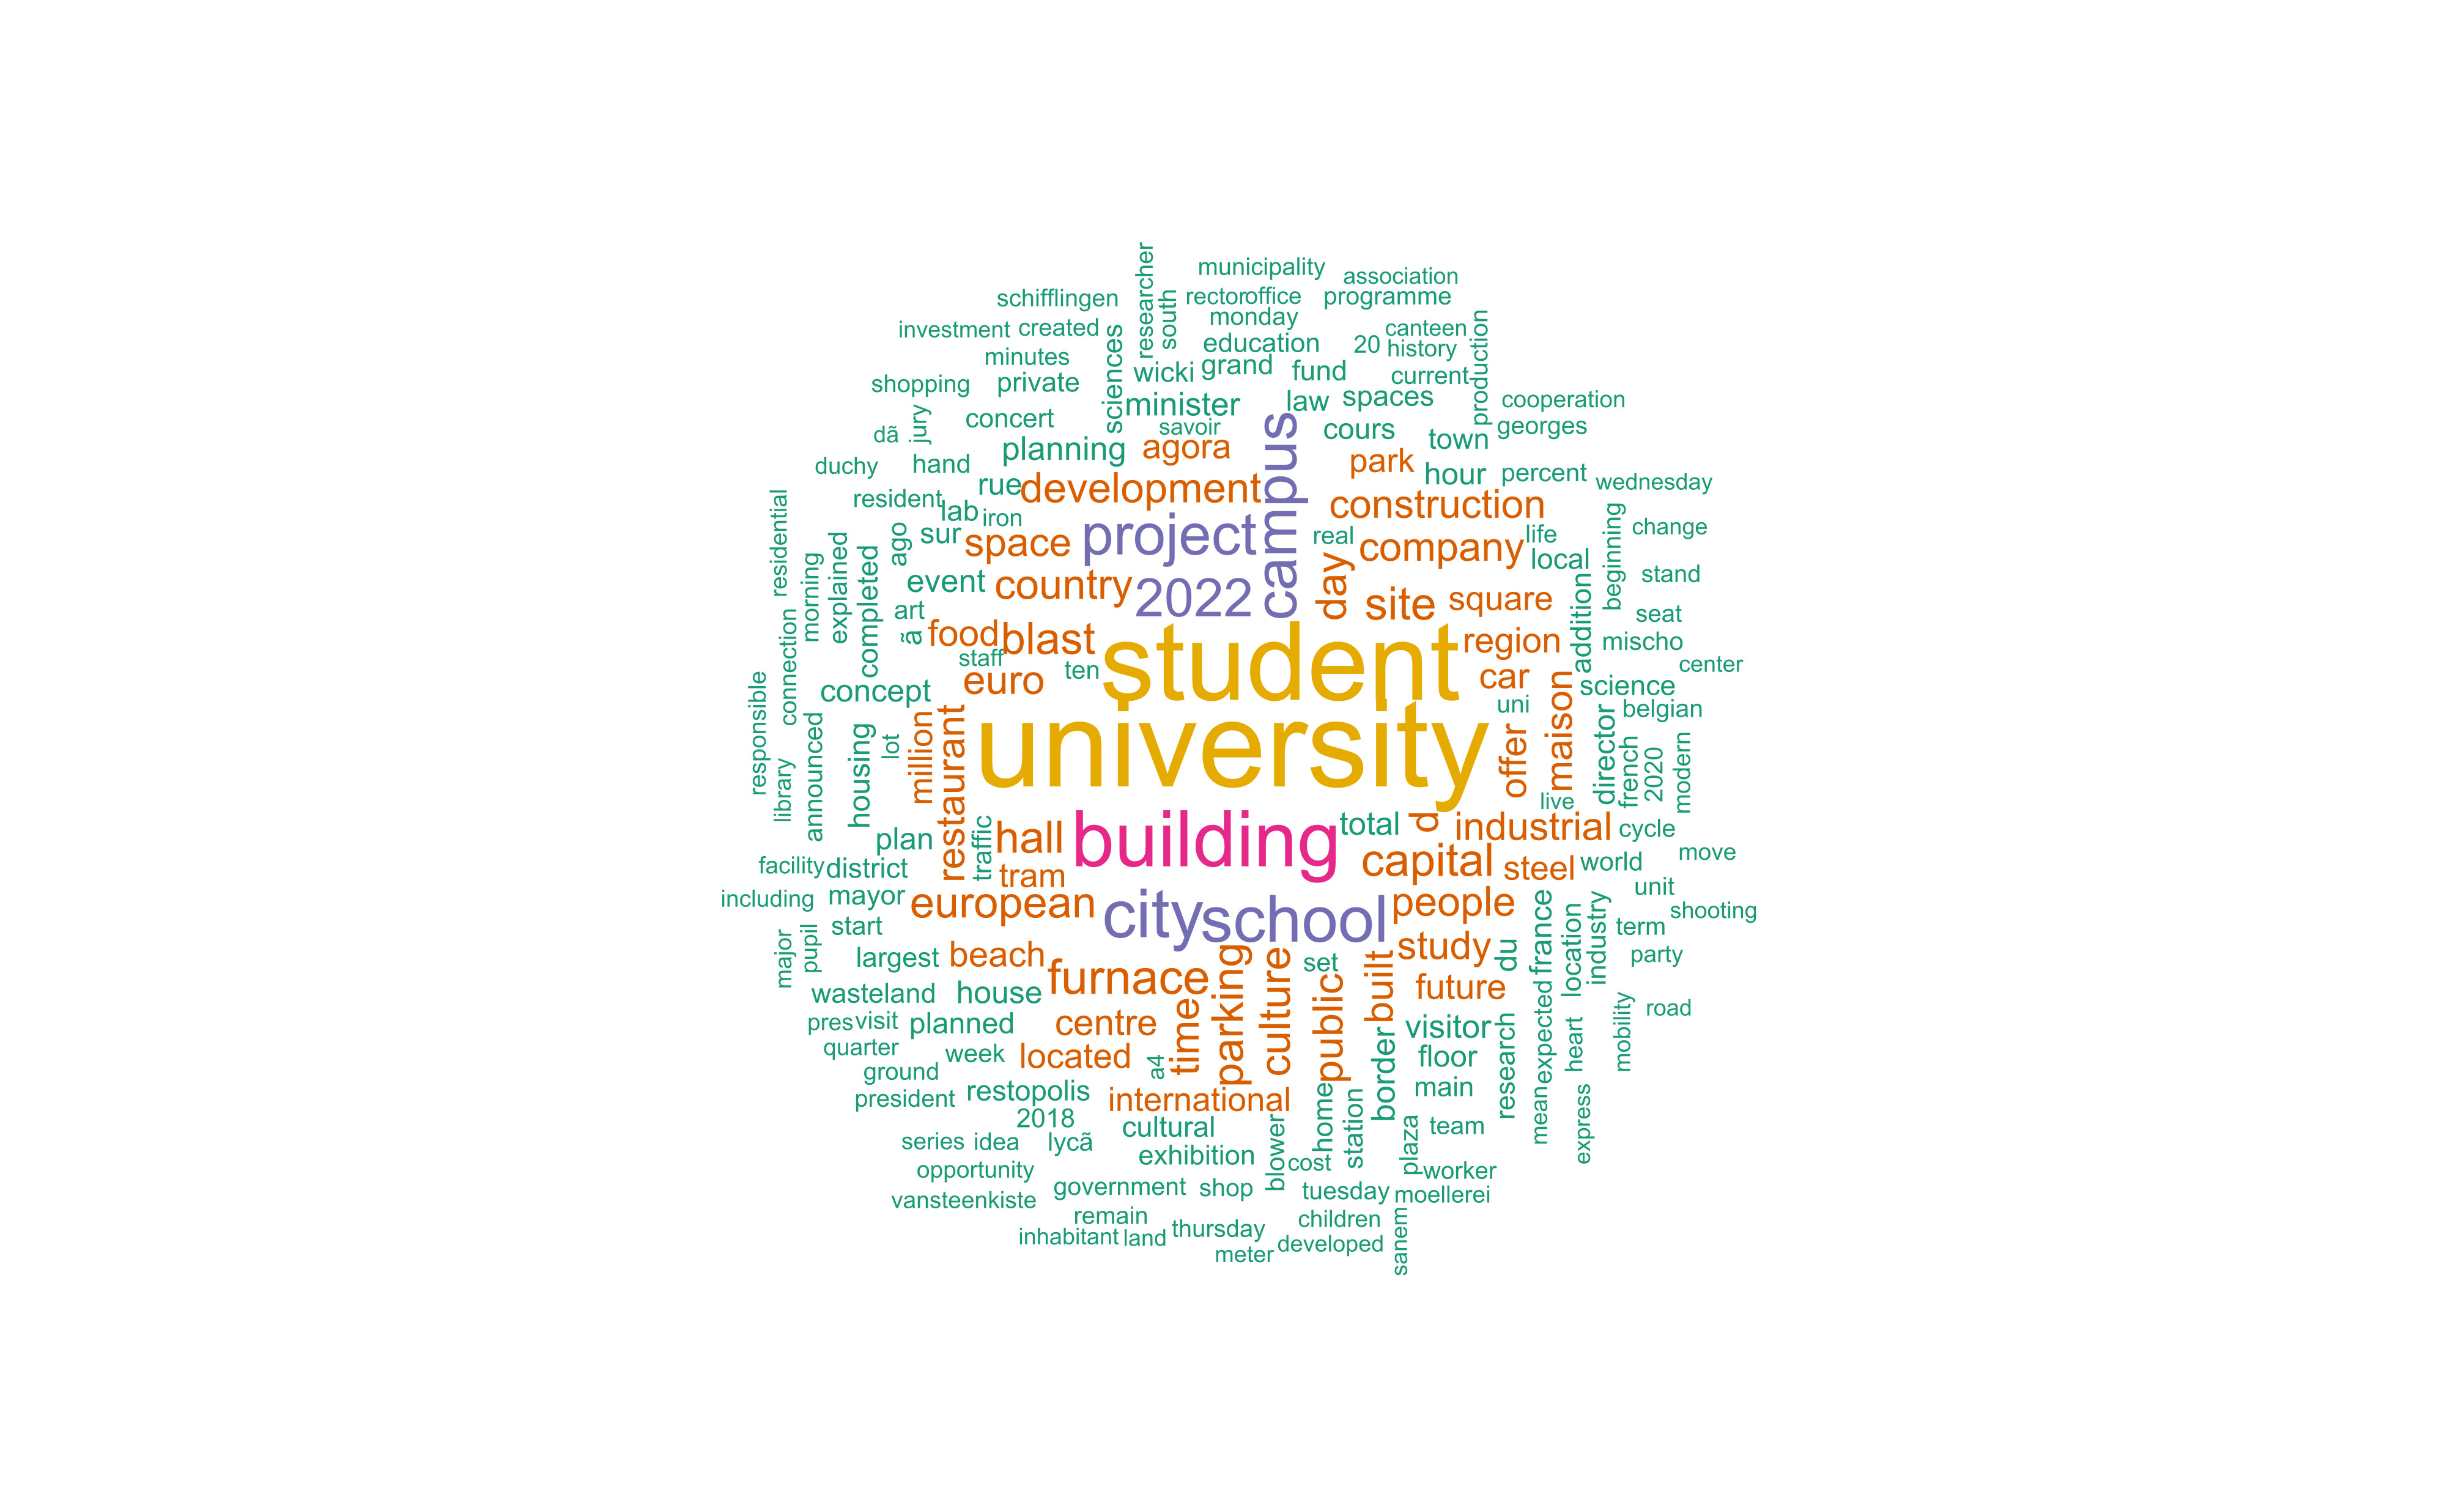 researcher
municipality
association
schifflingen
south
rector
office
programme
investment
created
monday
canteen
production
sciences
education
20
history
minutes
wicki
grand
fund
current
shopping
private
minister
law
spaces
cooperation
jury
concert
savoir
campus
cours
georges
dã
planning
agora
town
duchy
hand
park
hour
percent
wednesday
residential
resident
rue
development
construction
lab
iron
project
beginning
change
ago
sur
space
real
company
life
local
morning
explained
completed
event
country
2022
day
site
square
addition
stand
connection
art
seat
ã
food
blast
student
region
mischo
staff
ten
car
center
responsible
concept
euro
uni
maison
science
belgian
library
announced
housing
lot
million
restaurant
university
offer
director
french
2020
modern
live
plan
traffic
hall
building
total
d
industrial
cycle
facility
district
tram
capital
steel
world
move
including
mayor
european
city
school
people
unit
shooting
major
pupil
start
study
du
france
location
industry
term
party
largest
beach
furnace
parking
culture
set
public
built
wasteland
house
time
future
expected
mobility
road
pres
visit
planned
centre
visitor
research
heart
quarter
week
located
a4
border
floor
ground
president
restopolis
international
home
main
mean
express
2018
cultural
station
plaza
team
series
idea
lycã
exhibition
blower
cost
worker
opportunity
vansteenkiste
government
shop
tuesday
moellerei
remain
children
sanem
inhabitant
land
thursday
developed
meter